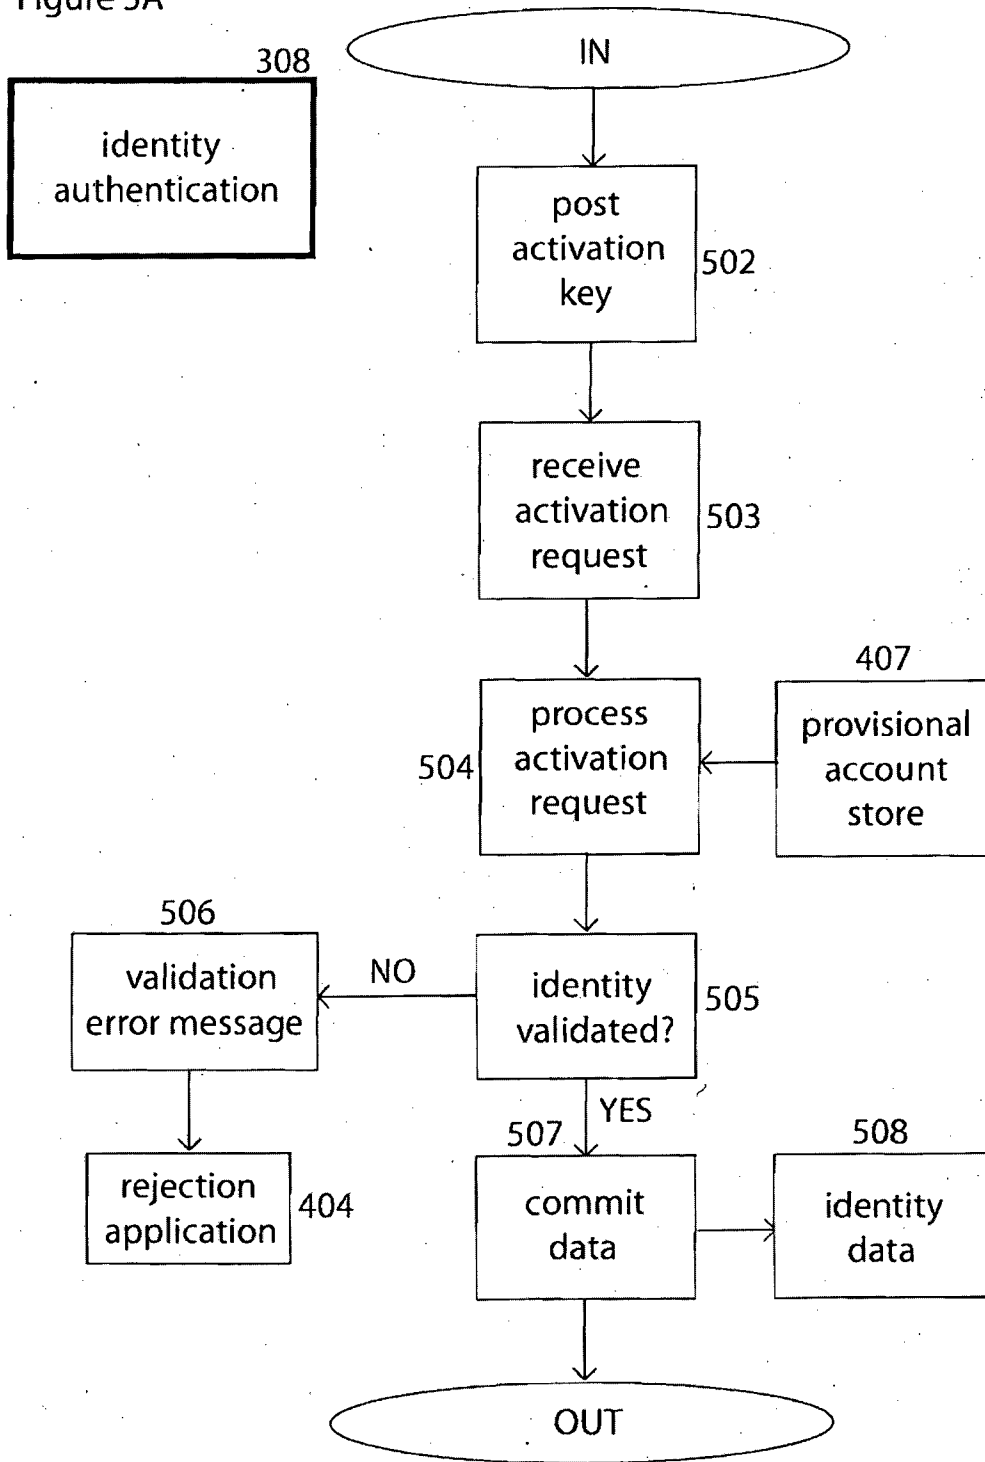 Figure 5A
308
identity
authentication
IN
post
activation
key
502
receive
activation
request
503
process
activation
request
504
407
provisional
account
store
506
validation
error message
NO
identity
validated?
505
YES
rejection
application
404
507
commit
data
508
identity
data
OUT